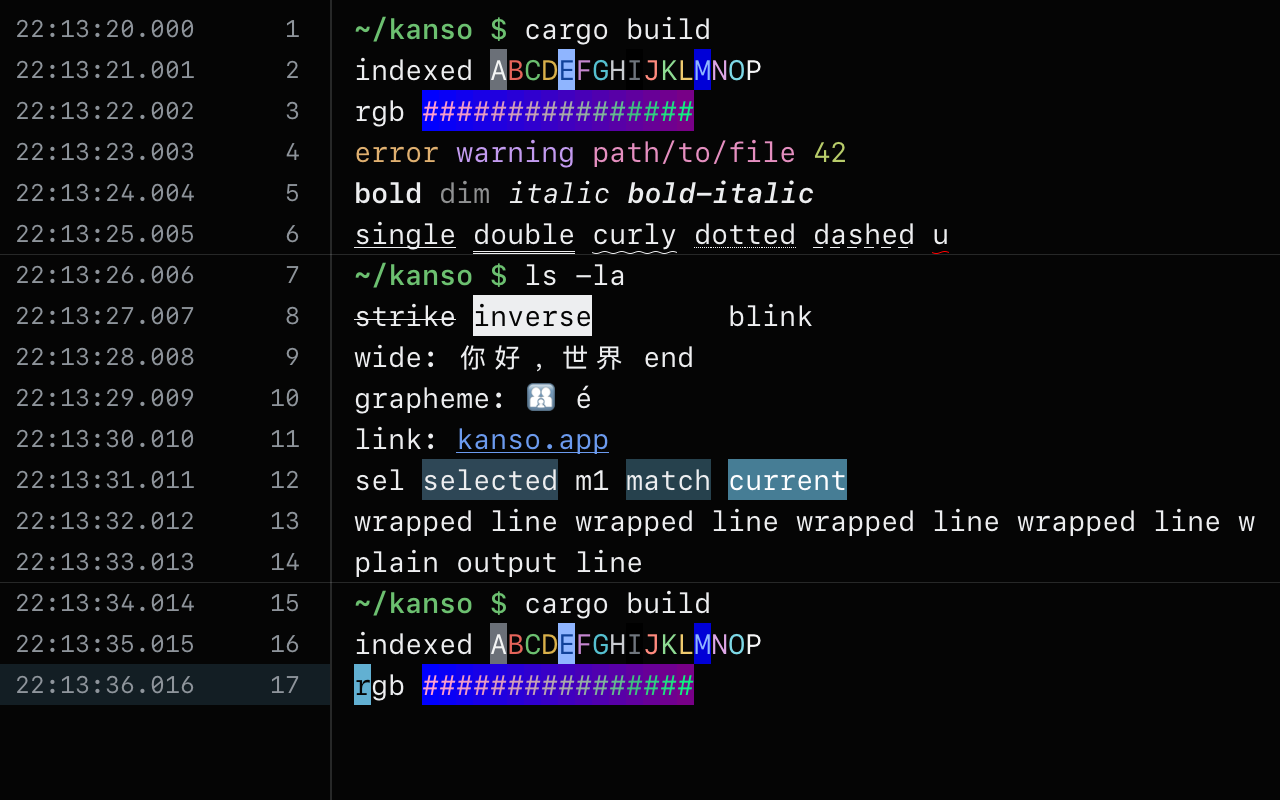 22:13:20.000 1 ~/kanso $ cargo build
22:13:21.001 2 indexed ABCDEFGHIJKLMNOP
22:13:22.002 3 rgb ################
22:13:23.003 4 error warning path/to/file 42
22:13:24.004 5 bold dim italic bold-italic
22:13:25.005 6 single double curly dotted dashed u
22:13:26.006 7 ~/kanso $ ls -la
22:13:27.007 8 strike inverse blink
22:13:28.008 9 wide: 你好，世界 end
22:13:29.009 10 grapheme: 👨‍👩‍👧‍👦 é
22:13:30.010 11 link: kanso.app
22:13:31.011 12 sel selected m1 match current
22:13:32.012 13 wrapped line wrapped line wrapped line wrapped line w
22:13:33.013 14 plain output line
22:13:34.014 15 ~/kanso $ cargo build
22:13:35.015 16 indexed ABCDEFGHIJKLMNOP
22:13:36.016 17 rgb ################